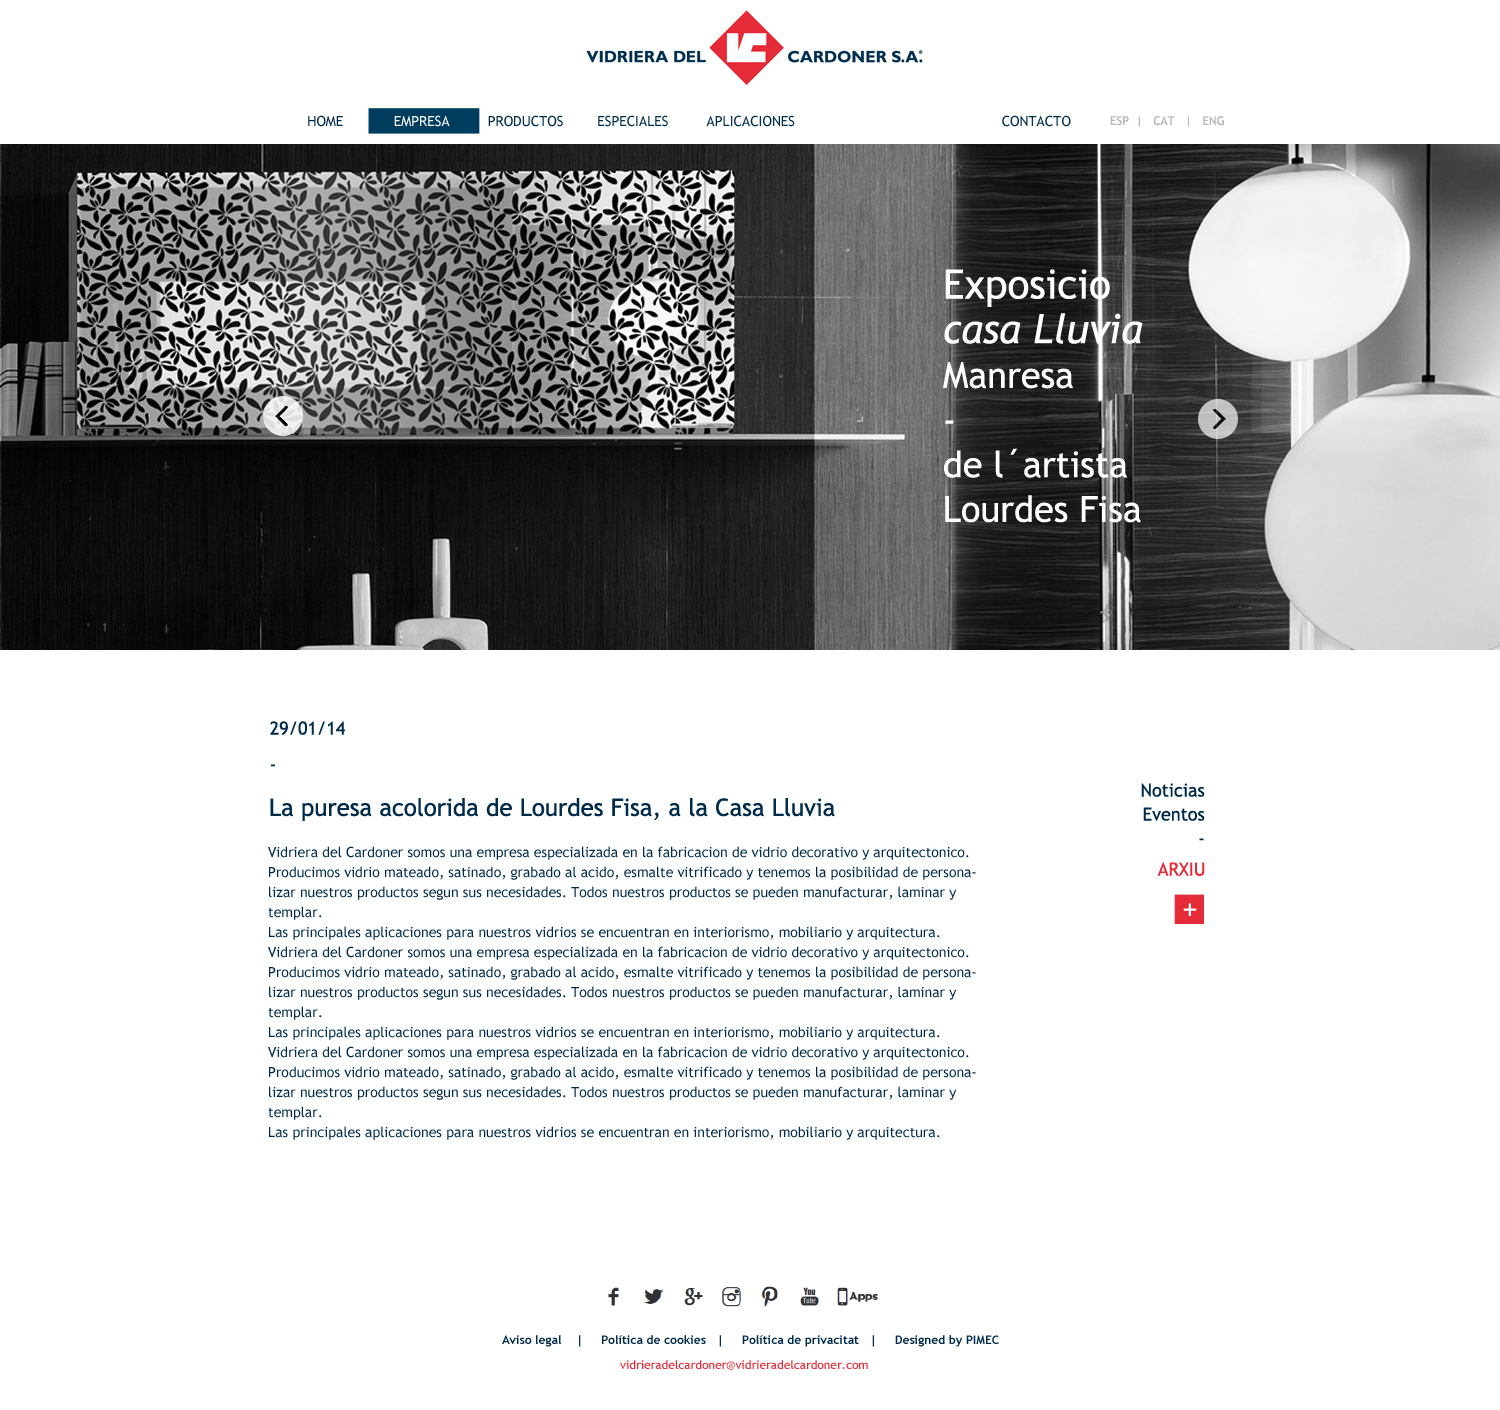 VIDRIERA DEL CARDONER S.A.
HOME EMPRESA PRODUCTOS ESPECIALES APLICACIONES CONTACTO ESP | CAT | ENG
Exposicio
casa Lluvia
Manresa
-
de l´artista
Lourdes Fisa
29/01/14
-
La puresa acolorida de Lourdes Fisa, a la Casa Lluvia
Vidriera del Cardoner somos una empresa especializada en la fabricacion de vidrio decorativo y arquitectonico.
Producimos vidrio mateado, satinado, grabado al acido, esmalte vitrificado y tenemos la posibilidad de persona-
lizar nuestros productos segun sus necesidades. Todos nuestros productos se pueden manufacturar, laminar y
templar.
Las principales aplicaciones para nuestros vidrios se encuentran en interiorismo, mobiliario y arquitectura.
Vidriera del Cardoner somos una empresa especializada en la fabricacion de vidrio decorativo y arquitectonico.
Producimos vidrio mateado, satinado, grabado al acido, esmalte vitrificado y tenemos la posibilidad de persona-
lizar nuestros productos segun sus necesidades. Todos nuestros productos se pueden manufacturar, laminar y
templar.
Las principales aplicaciones para nuestros vidrios se encuentran en interiorismo, mobiliario y arquitectura.
Vidriera del Cardoner somos una empresa especializada en la fabricacion de vidrio decorativo y arquitectonico.
Producimos vidrio mateado, satinado, grabado al acido, esmalte vitrificado y tenemos la posibilidad de persona-
lizar nuestros productos segun sus necesidades. Todos nuestros productos se pueden manufacturar, laminar y
templar.
Las principales aplicaciones para nuestros vidrios se encuentran en interiorismo, mobiliario y arquitectura.
Noticias
Eventos
-
ARXIU
+
You Tube Apps
Aviso legal | Política de cookies | Política de privacitat | Designed by PIMEC
vidrieradelcardoner@vidrieradelcardoner.com